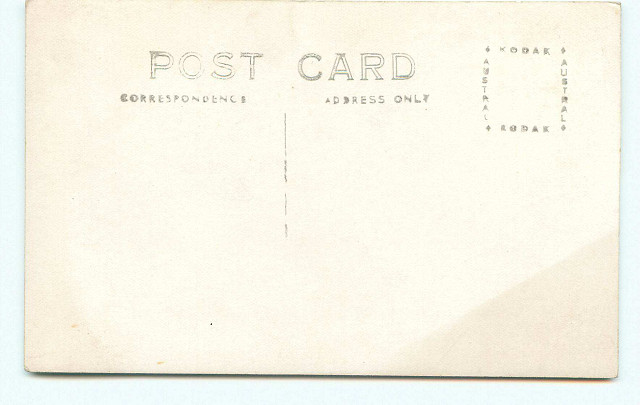 POST CARD
CORRESPONDENCE ADDRESS ONLY
KODAK
AUSTRAL
AUSTRAL
KODAK